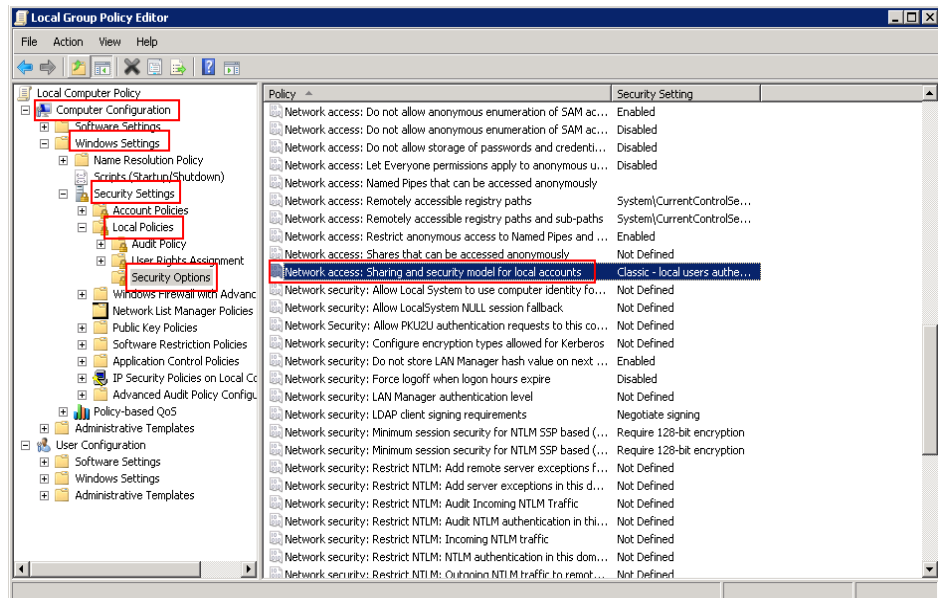 Local Group Policy Editor
File Action View Help
Local Computer Policy
Computer Configuration
Software Settings
Windows Settings
Name Resolution Policy
Scripts (Startup/Shutdown)
Security Settings
Account Policies
Local Policies
Audit Policy
User Rights Assignment
Security Options
Windows Firewall with Advanc
Network List Manager Policies
Public Key Policies
Software Restriction Policies
Application Control Policies
IP Security Policies on Local Co
Advanced Audit Policy Configu
Policy-based QoS
Administrative Templates
User Configuration
Software Settings
Windows Settings
Administrative Templates
Policy Security Setting
Network access: Do not allow anonymous enumeration of SAM ac... Enabled
Network access: Do not allow anonymous enumeration of SAM ac... Disabled
Network access: Do not allow storage of passwords and credenti... Disabled
Network access: Let Everyone permissions apply to anonymous u... Disabled
Network access: Named Pipes that can be accessed anonymously
Network access: Remotely accessible registry paths System\CurrentControlSe...
Network access: Remotely accessible registry paths and sub-paths System\CurrentControlSe...
Network access: Restrict anonymous access to Named Pipes and ... Enabled
Network access: Shares that can be accessed anonymously Not Defined
Network access: Sharing and security model for local accounts Classic - local users authe...
Network security: Allow Local System to use computer identity fo... Not Defined
Network security: Allow LocalSystem NULL session fallback Not Defined
Network Security: Allow PKU2U authentication requests to this co... Not Defined
Network security: Configure encryption types allowed for Kerberos Not Defined
Network security: Do not store LAN Manager hash value on next ... Enabled
Network security: Force logoff when logon hours expire Disabled
Network security: LAN Manager authentication level Not Defined
Network security: LDAP client signing requirements Negotiate signing
Network security: Minimum session security for NTLM SSP based (... Require 128-bit encryption
Network security: Minimum session security for NTLM SSP based (... Require 128-bit encryption
Network security: Restrict NTLM: Add remote server exceptions f... Not Defined
Network security: Restrict NTLM: Add server exceptions in this d... Not Defined
Network security: Restrict NTLM: Audit Incoming NTLM Traffic Not Defined
Network security: Restrict NTLM: Audit NTLM authentication in thi... Not Defined
Network security: Restrict NTLM: Incoming NTLM traffic Not Defined
Network security: Restrict NTLM: NTLM authentication in this dom... Not Defined
Network security: Restrict NTLM: Outgoing NTLM traffic to remot... Not Defined